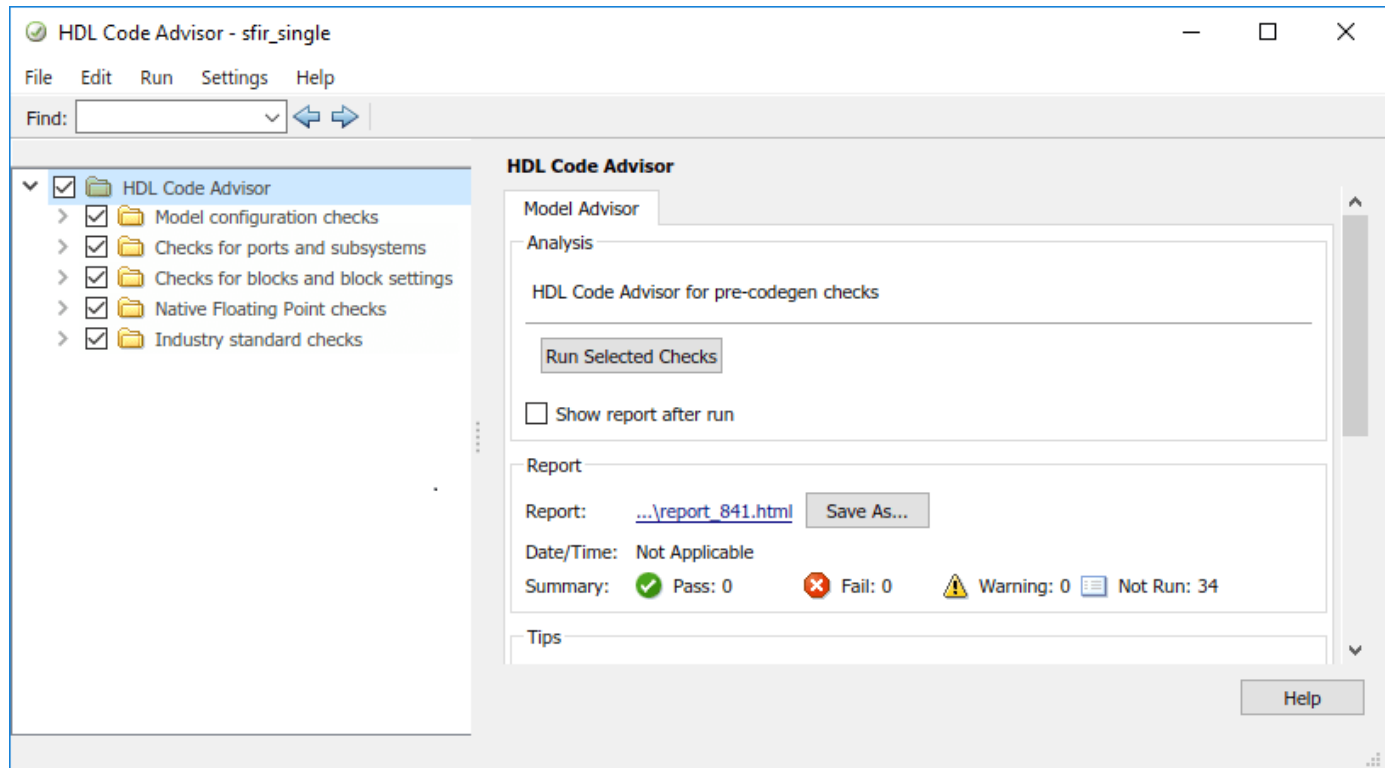 HDL Code Advisor - sfir_single
File Edit Run Settings Help
Find:
HDL Code Advisor
Model configuration checks
Checks for ports and subsystems
Checks for blocks and block settings
Native Floating Point checks
Industry standard checks
HDL Code Advisor
Model Advisor
Analysis
HDL Code Advisor for pre-codegen checks
Run Selected Checks
Show report after run
Report
Report: ...\report_841.html Save As...
Date/Time: Not Applicable
Summary: Pass: 0 Fail: 0 Warning: 0 Not Run: 34
Tips
Help